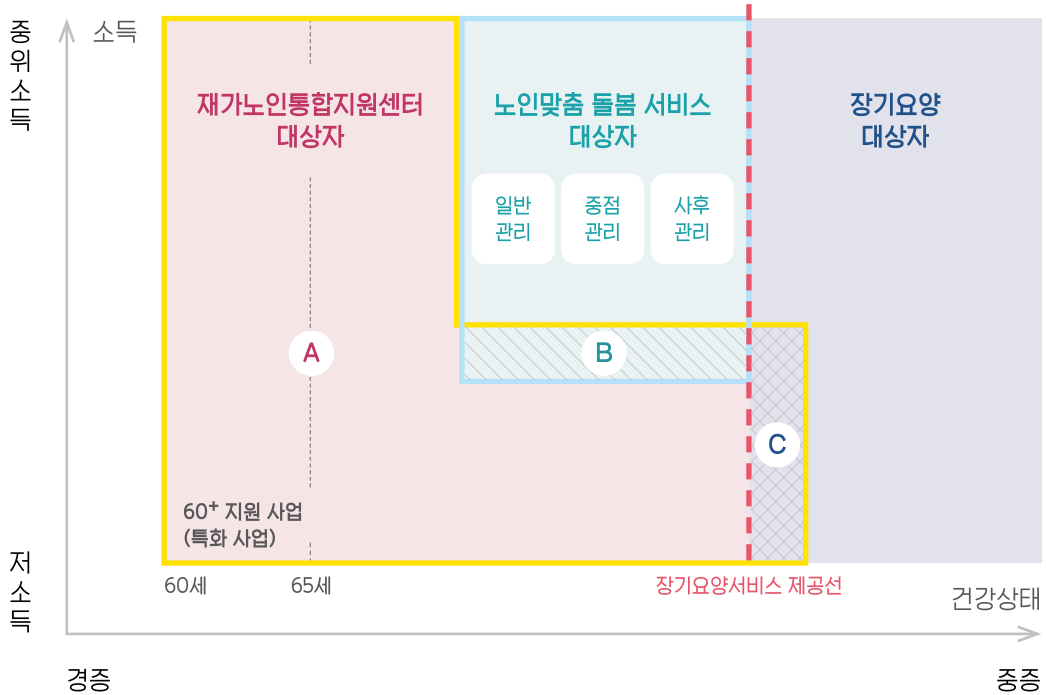 중위소득
소득
재가노인통합지원센터
대상자
노인맞춤 돌봄 서비스
대상자
장기요양
대상자
일반
관리
중점
관리
사후
관리
A
B
C
60+ 지원 사업
(특화 사업)
저소득
60세
65세
장기요양서비스 제공선
건강상태
경증
중증